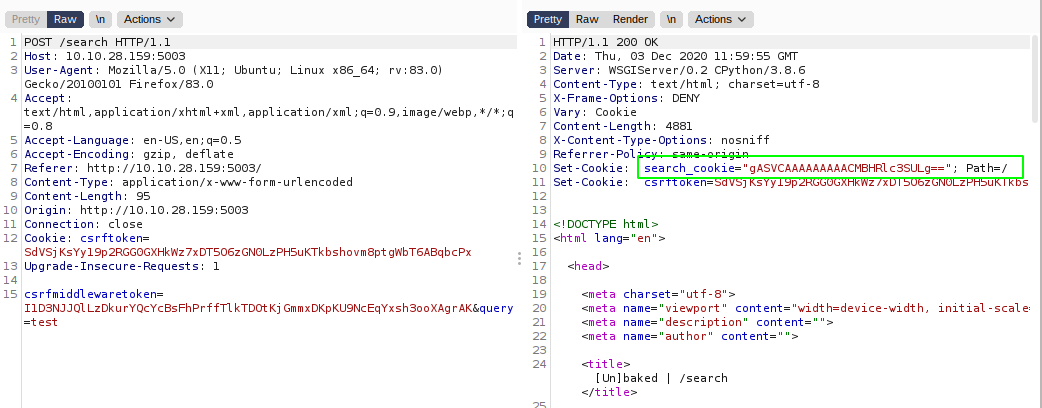 Pretty Raw \n Actions
1 POST /search HTTP/1.1
2 Host: 10.10.28.159:5003
3 User-Agent: Mozilla/5.0 (X11; Ubuntu; Linux x86_64; rv:83.0)
Gecko/20100101 Firefox/83.0
4 Accept:
text/html,application/xhtml+xml,application/xml;q=0.9,image/webp,*/*;q
=0.8
5 Accept-Language: en-US,en;q=0.5
6 Accept-Encoding: gzip, deflate
7 Referer: http://10.10.28.159:5003/
8 Content-Type: application/x-www-form-urlencoded
9 Content-Length: 95
10 Origin: http://10.10.28.159:5003
11 Connection: close
12 Cookie: csrftoken=
SdVSjKsYy19p2RGG0GXHkWz7xDT5O6zGN0LzPH5uKTkbshovm8ptgWbT6ABqbcPx
13 Upgrade-Insecure-Requests: 1
14
15 csrfmiddlewaretoken=
I1D3NJJQlLzDkurYQcYcBsFhPrffTlkTDOtKjGmmxDKpKU9NcEqYxsh3ooXAgrAK&query
=test
Pretty Raw Render \n Actions
1 HTTP/1.1 200 OK
2 Date: Thu, 03 Dec 2020 11:59:55 GMT
3 Server: WSGIServer/0.2 CPython/3.8.6
4 Content-Type: text/html; charset=utf-8
5 X-Frame-Options: DENY
6 Vary: Cookie
7 Content-Length: 4881
8 X-Content-Type-Options: nosniff
9 Referrer-Policy: same-origin
10 Set-Cookie: search_cookie="gASVCAAAAAAAAACMBHRlc3SULg=="; Path=/
11 Set-Cookie: csrftoken=SdVSjKsYy19p2RGG0GXHkWz7xDT5O6zGN0LzPH5uKTkbs
12
13
14 <!DOCTYPE html>
15 <html lang="en">
16
17 <head>
18
19 <meta charset="utf-8">
20 <meta name="viewport" content="width=device-width, initial-scale=
21 <meta name="description" content="">
22 <meta name="author" content="">
23
24 <title>
[Un]baked | /search
</title>
25